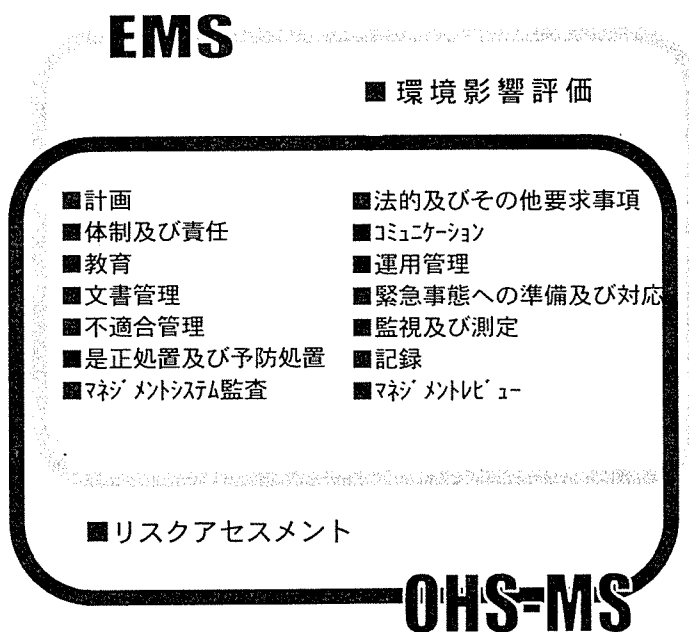 EMS
■環境影響評価
■計画
■体制及び責任
■教育
■文書管理
■不適合管理
■是正処置及び予防処置
■ﾏﾈｼﾞﾒﾝﾄｼｽﾃﾑ監査
■法的及びその他要求事項
■ｺﾐｭﾆｹｰｼｮﾝ
■運用管理
■緊急事態への準備及び対応
■監視及び測定
■記録
■ﾏﾈｼﾞﾒﾝﾄﾚﾋﾞｭｰ
■リスクアセスメント
OHS-MS